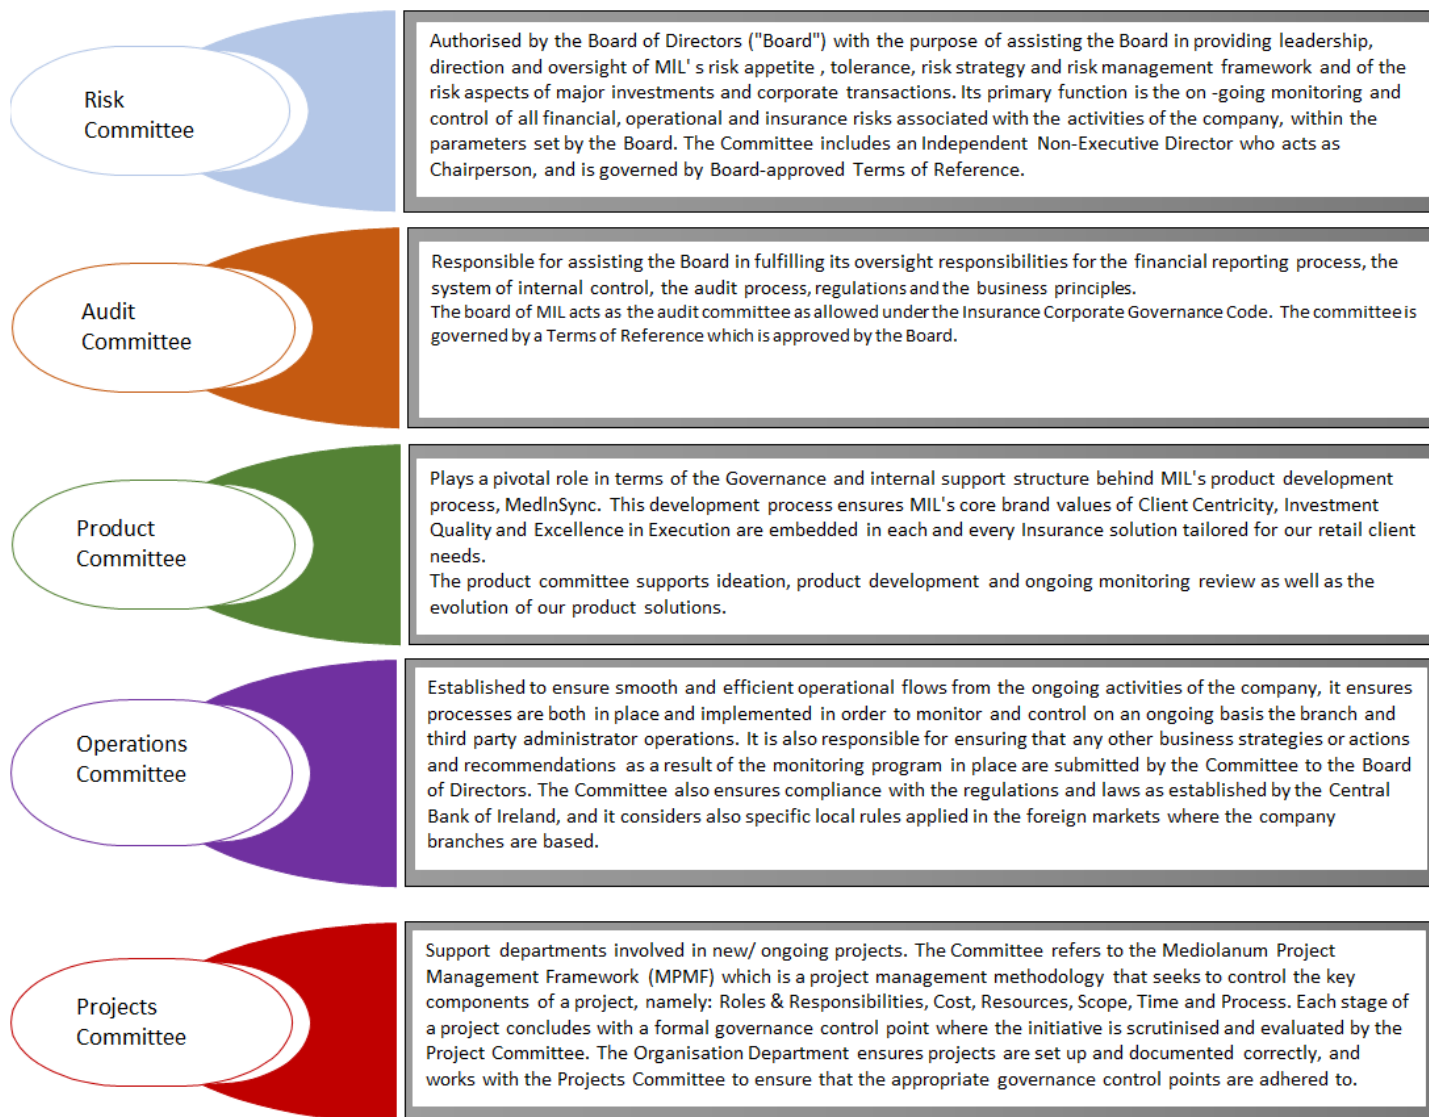 Risk
Committee
Authorised by the Board of Directors ("Board") with the purpose of assisting the Board in providing leadership,
direction and oversight of MIL' s risk appetite , tolerance, risk strategy and risk management framework and of the
risk aspects of major investments and corporate transactions. Its primary function is the on -going monitoring and
control of all financial, operational and insurance risks associated with the activities of the company, within the
parameters set by the Board. The Committee includes an Independent Non-Executive Director who acts as
Chairperson, and is governed by Board-approved Terms of Reference.
Audit
Committee
Responsible for assisting the Board in fulfilling its oversight responsibilities for the financial reporting process, the
system of internal control, the audit process, regulations and the business principles.
The board of MIL acts as the audit committee as allowed under the Insurance Corporate Governance Code. The committee is
governed by a Terms of Reference which is approved by the Board.
Product
Committee
Plays a pivotal role in terms of the Governance and internal support structure behind MIL's product development
process, MedInSync. This development process ensures MIL's core brand values of Client Centricity, Investment
Quality and Excellence in Execution are embedded in each and every Insurance solution tailored for our retail client
needs.
The product committee supports ideation, product development and ongoing monitoring review as well as the
evolution of our product solutions.
Operations
Committee
Established to ensure smooth and efficient operational flows from the ongoing activities of the company, it ensures
processes are both in place and implemented in order to monitor and control on an ongoing basis the branch and
third party administrator operations. It is also responsible for ensuring that any other business strategies or actions
and recommendations as a result of the monitoring program in place are submitted by the Committee to the Board
of Directors. The Committee also ensures compliance with the regulations and laws as established by the Central
Bank of Ireland, and it considers also specific local rules applied in the foreign markets where the company
branches are based.
Projects
Committee
Support departments involved in new/ ongoing projects. The Committee refers to the Mediolanum Project
Management Framework (MPMF) which is a project management methodology that seeks to control the key
components of a project, namely: Roles & Responsibilities, Cost, Resources, Scope, Time and Process. Each stage of
a project concludes with a formal governance control point where the initiative is scrutinised and evaluated by the
Project Committee. The Organisation Department ensures projects are set up and documented correctly, and
works with the Projects Committee to ensure that the appropriate governance control points are adhered to.